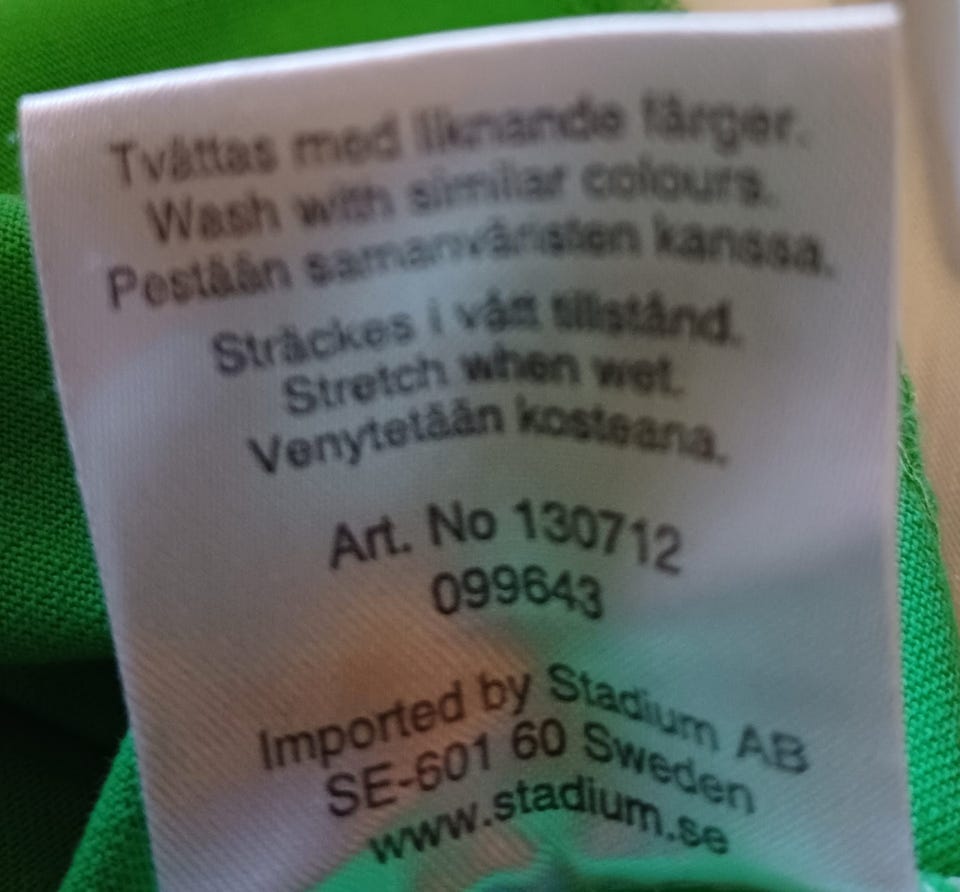 Tvättas med liknande färger.
Wash with similar colours.
Pestään samanväristen kanssa.
Sträckes i vått tillstånd.
Stretch when wet.
Venytetään kosteana.
Art. No 130712
099643
Imported by Stadium AB
SE-601 60 Sweden
www.stadium.se